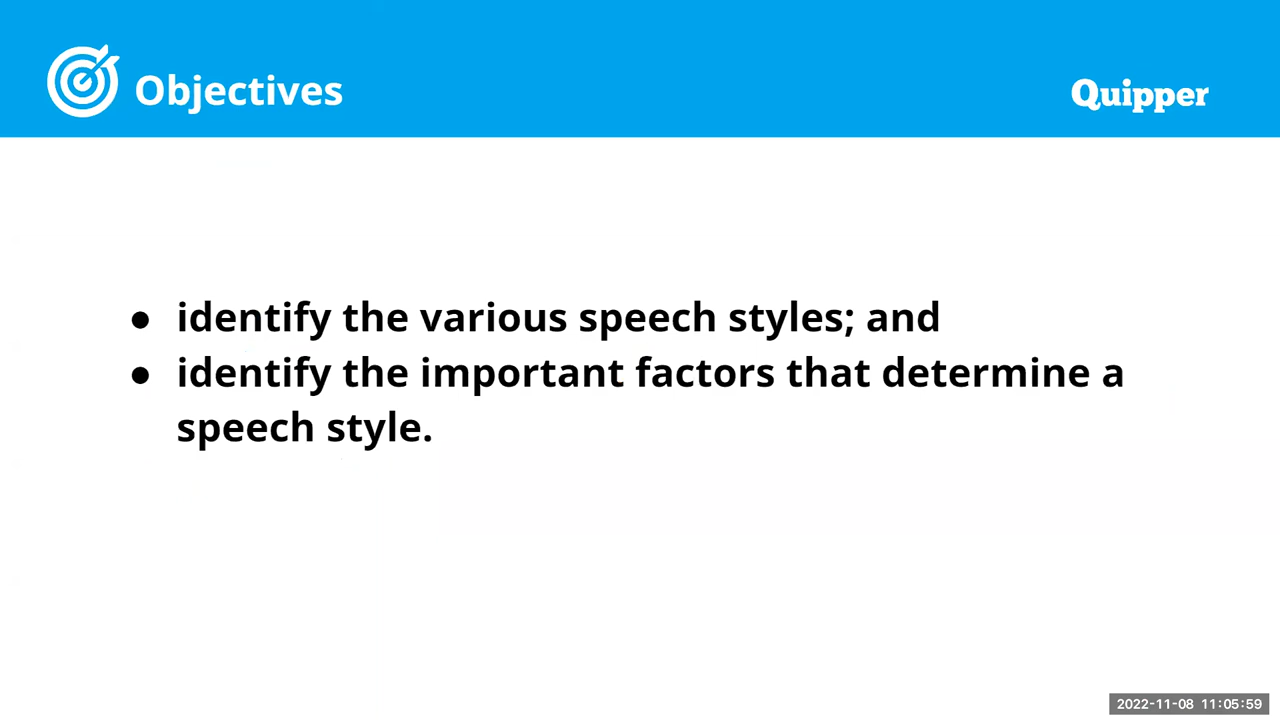 Objectives
Quipper
● identify the various speech styles; and
● identify the important factors that determine a
speech style.
2022-11-08 11:05:59